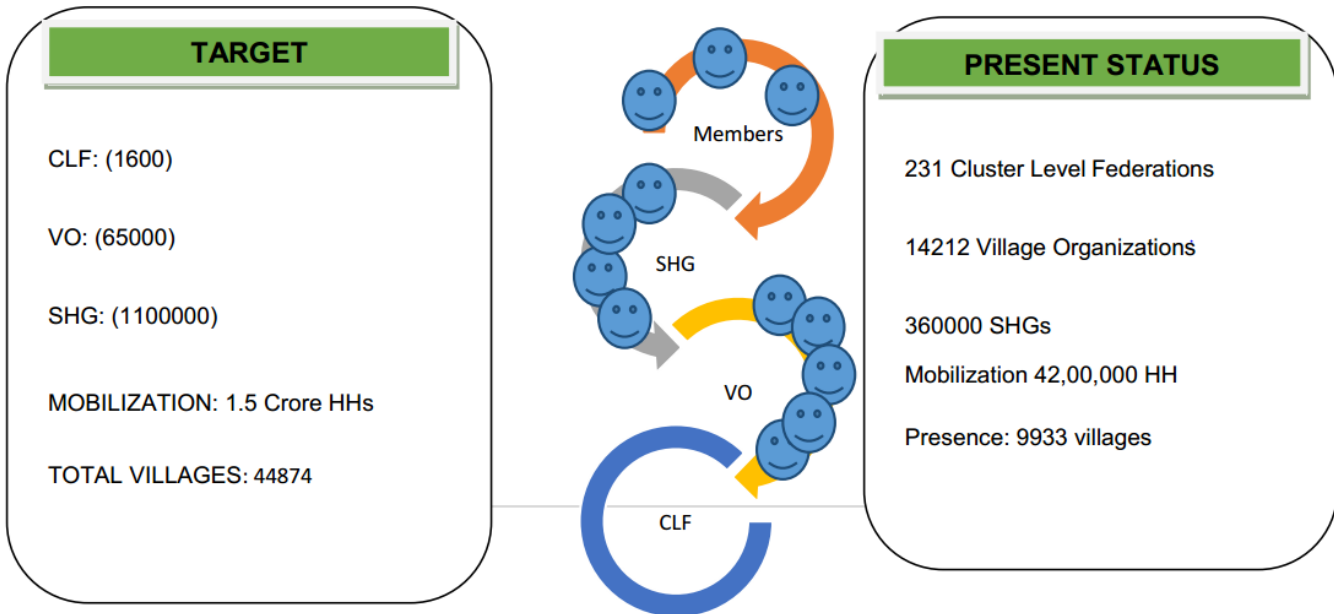 TARGET
CLF: (1600)
VO: (65000)
SHG: (1100000)
MOBILIZATION: 1.5 Crore HHs
TOTAL VILLAGES: 44874
Members
SHG
VO
CLF
PRESENT STATUS
231 Cluster Level Federations
14212 Village Organizations
360000 SHGs
Mobilization 42,00,000 HH
Presence: 9933 villages